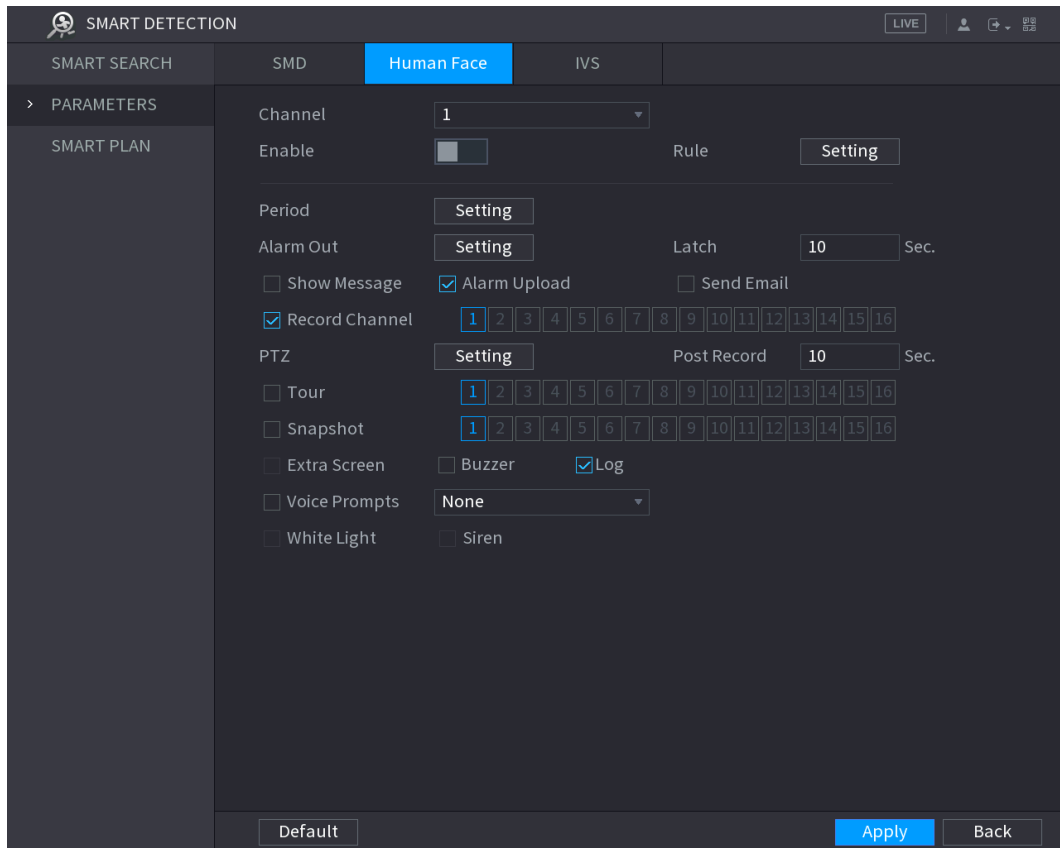 SMART DETECTION LIVE
SMART SEARCH SMD Human Face IVS
PARAMETERS
SMART PLAN
Channel 1
Enable Rule Setting
Period Setting
Alarm Out Setting Latch 10 Sec.
Show Message Alarm Upload Send Email
Record Channel 1 2 3 4 5 6 7 8 9 10 11 12 13 14 15 16
PTZ Setting Post Record 10 Sec.
Tour 1 2 3 4 5 6 7 8 9 10 11 12 13 14 15 16
Snapshot 1 2 3 4 5 6 7 8 9 10 11 12 13 14 15 16
Extra Screen Buzzer Log
Voice Prompts None
White Light Siren
Default Apply Back